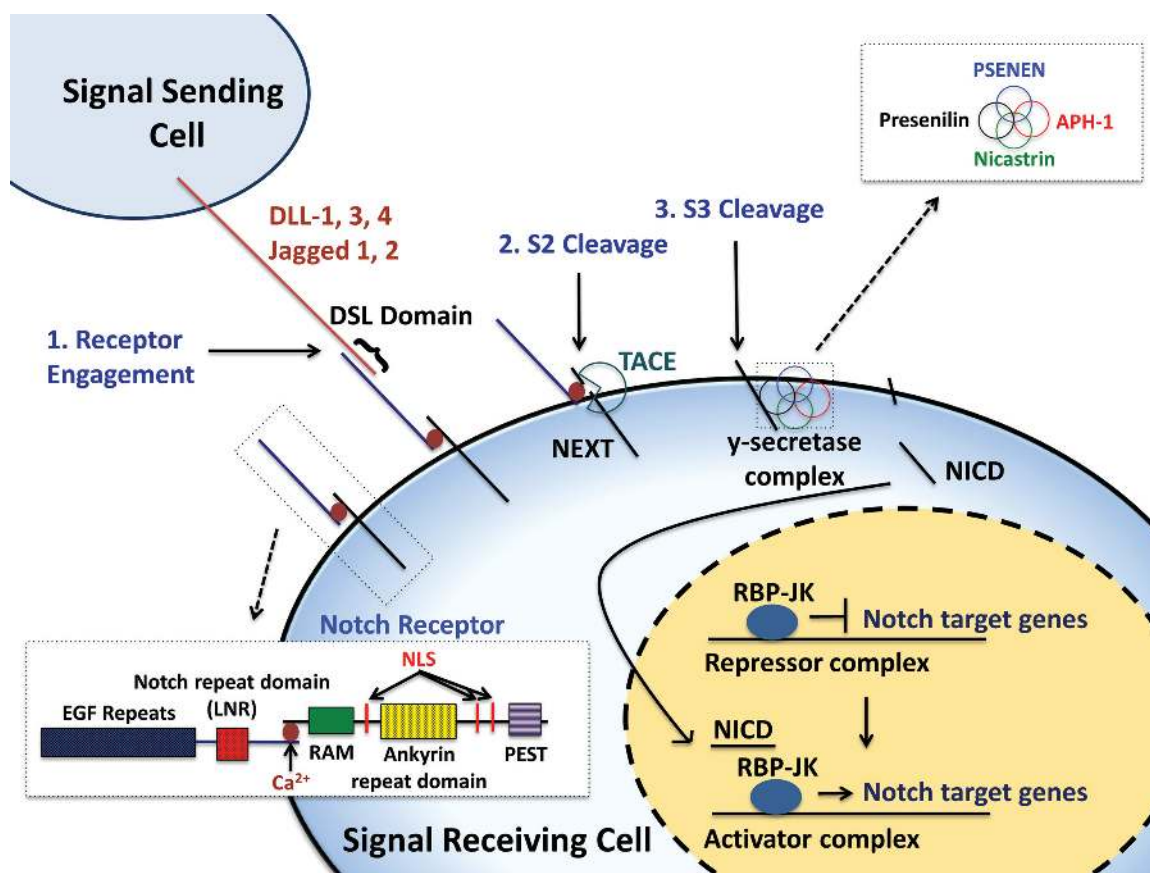 Signal Sending
Cell
PSENEN
Presenilin
APH-1
Nicastrin
DLL-1, 3, 4
Jagged 1, 2
3. S3 Cleavage
2. S2 Cleavage
DSL Domain
1. Receptor
Engagement
TACE
NEXT
γ-secretase
complex
NICD
RBP-JK
Notch target genes
Repressor complex
NICD
RBP-JK
Notch target genes
Activator complex
Notch Receptor
NLS
Notch repeat domain
(LNR)
EGF Repeats
RAM
Ankyrin
repeat domain
PEST
Ca²⁺
Signal Receiving Cell